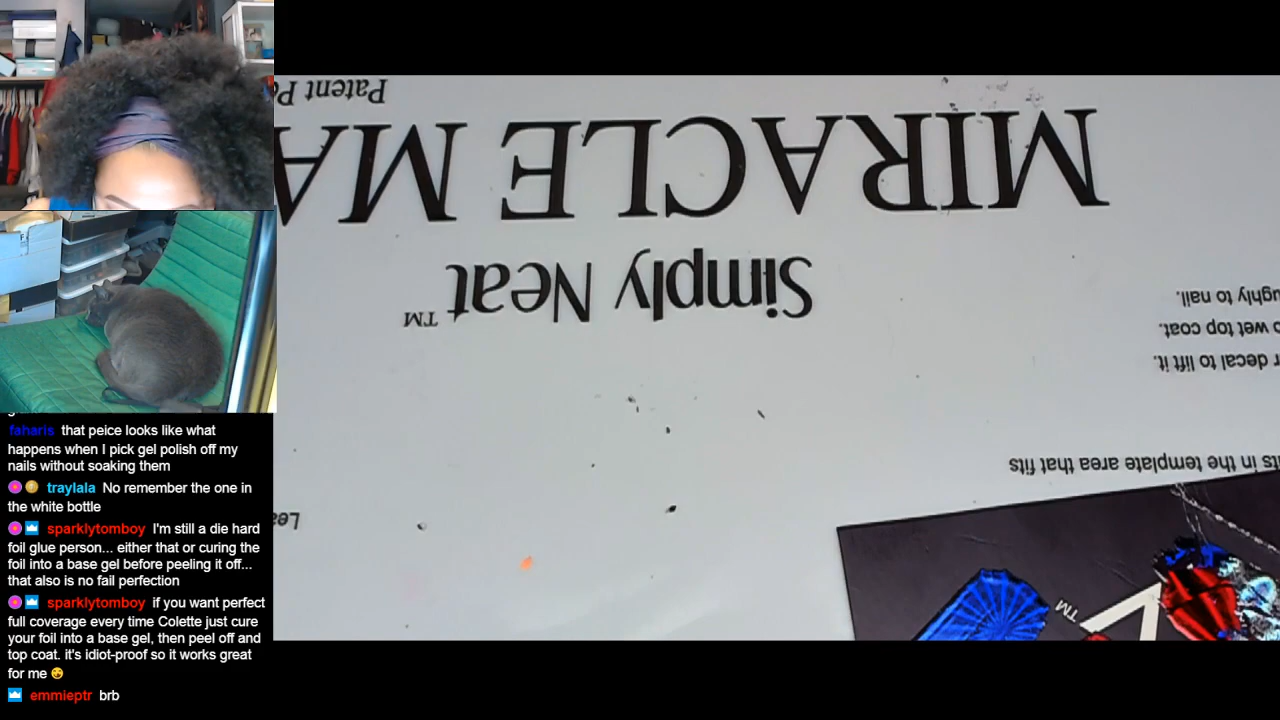 faharis that peice looks like what
happens when I pick gel polish off my
nails without soaking them
traylala No remember the one in
the white bottle
sparklytomboy I'm still a die hard
foil glue person... either that or curing the
foil into a base gel before peeling it off...
that also is no fail perfection
sparklytomboy if you want perfect
full coverage every time Colette just cure
your foil into a base gel, then peel off and
top coat. it's idiot-proof so it works great
for me
emmieptr brb
its in the template area that fits
r decal to lift it.
o wet top coat.
ughly to nail.
Lea
Simply Neat™
MIRACLE MA
Patent P
TM